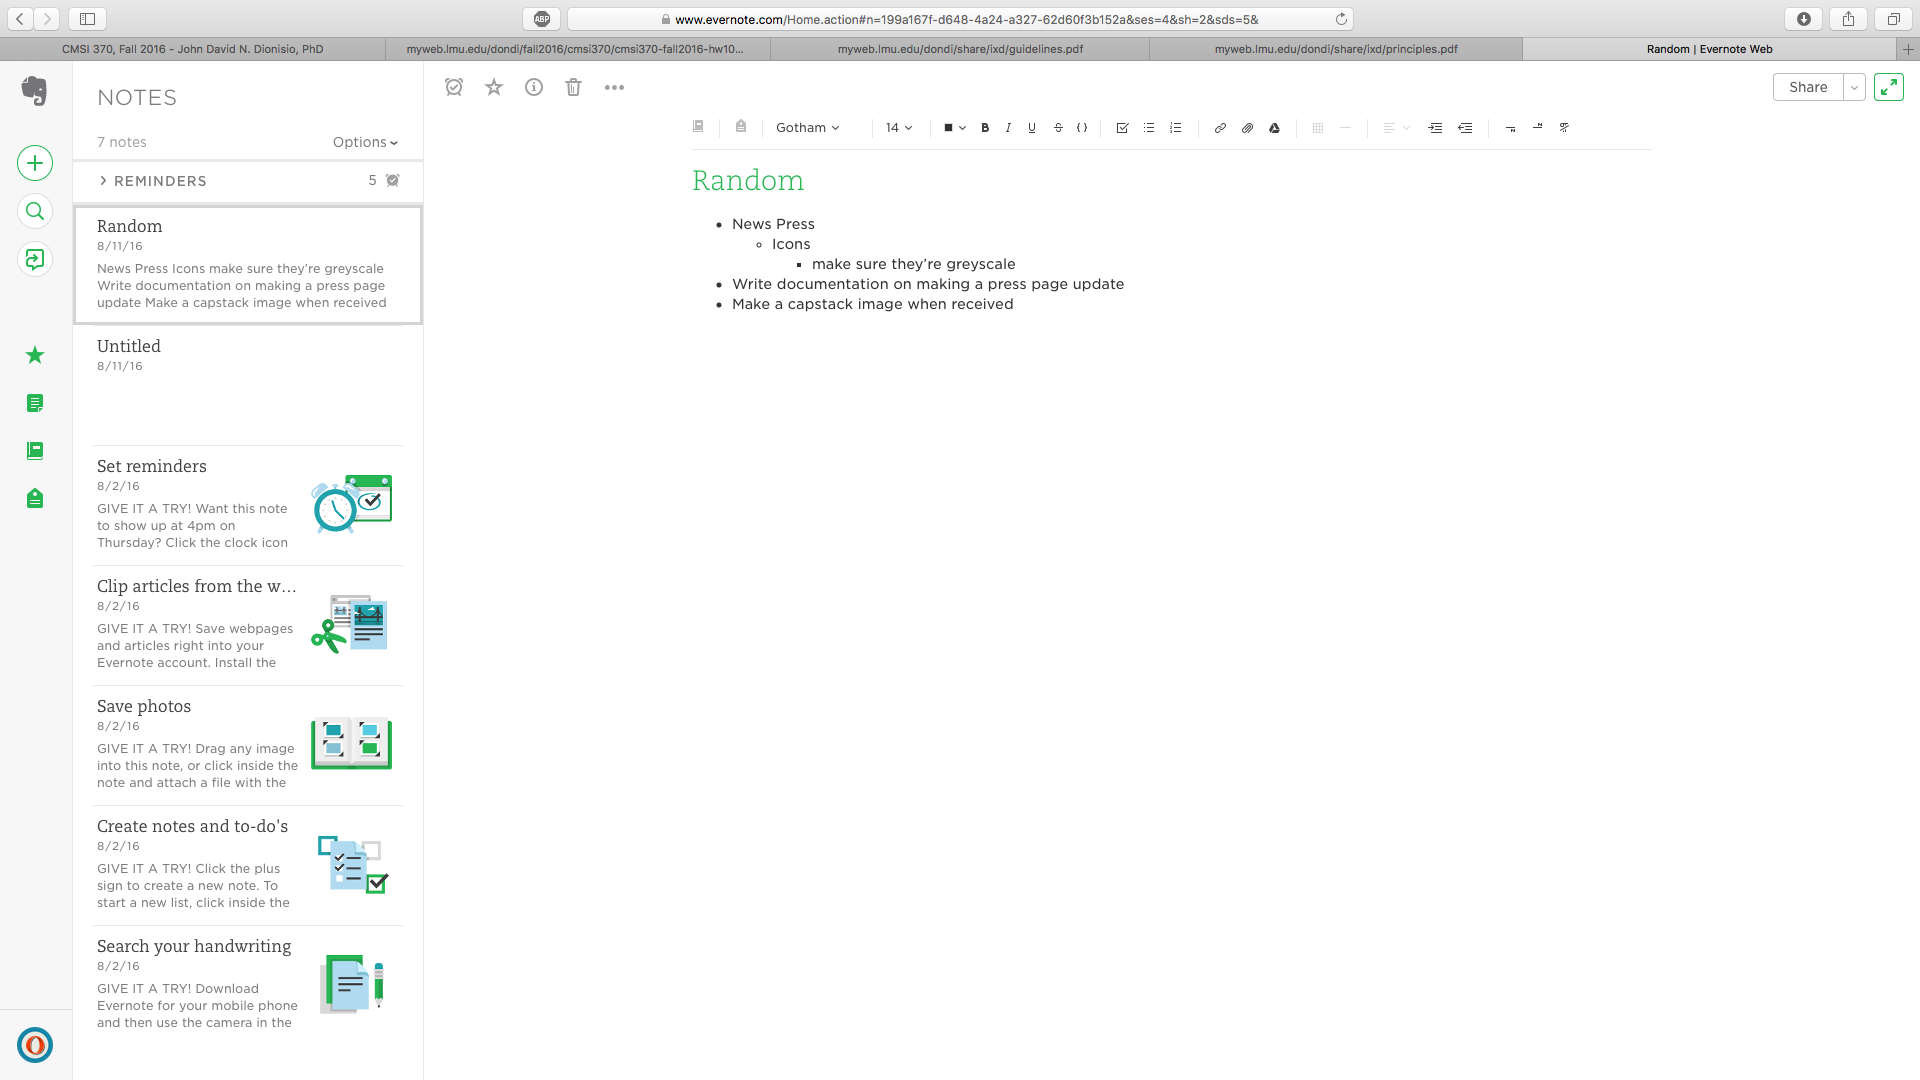 ABP
www.evernote.com/Home.action#n=199a167f-d648-4a24-a327-62d60f3b152a&ses=4&sh=2&sds=5&
CMSI 370, Fall 2016 - John David N. Dionisio, PhD
myweb.lmu.edu/dondi/fall2016/cmsi370/cmsi370-fall2016-hw10...
myweb.lmu.edu/dondi/share/ixd/guidelines.pdf
myweb.lmu.edu/dondi/share/ixd/principles.pdf
Random | Evernote Web
NOTES
7 notes
Options
REMINDERS
5
Random
8/11/16
News Press Icons make sure they're greyscale
Write documentation on making a press page
update Make a capstack image when received
Untitled
8/11/16
Set reminders
8/2/16
GIVE IT A TRY! Want this note
to show up at 4pm on
Thursday? Click the clock icon
Clip articles from the w...
8/2/16
GIVE IT A TRY! Save webpages
and articles right into your
Evernote account. Install the
Save photos
8/2/16
GIVE IT A TRY! Drag any image
into this note, or click inside the
note and attach a file with the
Create notes and to-do's
8/2/16
GIVE IT A TRY! Click the plus
sign to create a new note. To
start a new list, click inside the
Search your handwriting
8/2/16
GIVE IT A TRY! Download
Evernote for your mobile phone
and then use the camera in the
Share
Gotham
14
B I U S { }
Random
News Press
Icons
make sure they're greyscale
Write documentation on making a press page update
Make a capstack image when received